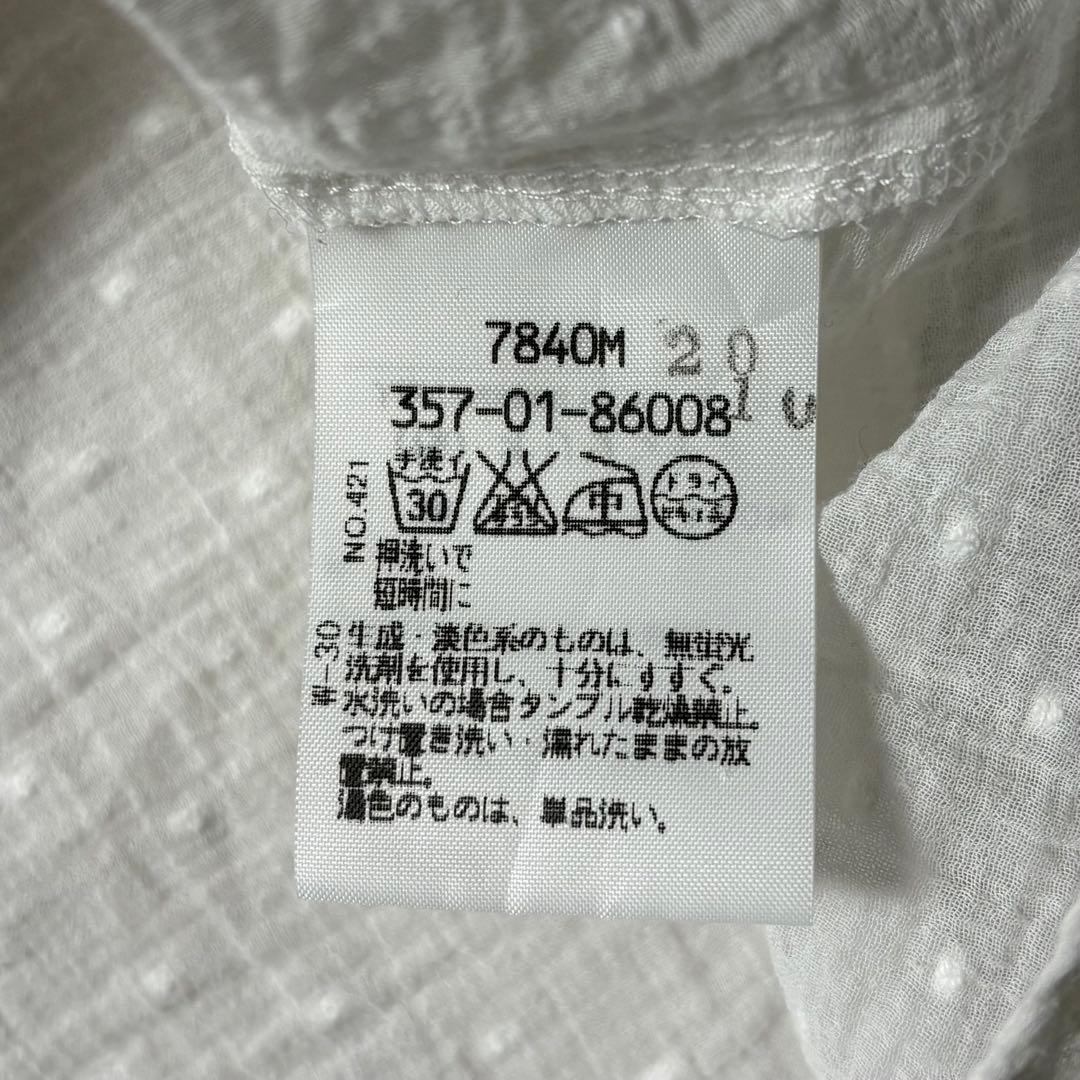 7840M 20
357-01-86008 1
手洗イ
30
中
ドライ
NO.421
押洗いで
短時間に
-30
生成・淡色系のものは、無蛍光
洗剤を使用し、十分にすすぐ。
水洗いの場合タンブル乾燥禁止。
つけ置き洗い・濡れたままの放
置禁止。
濃色のものは、単品洗い。